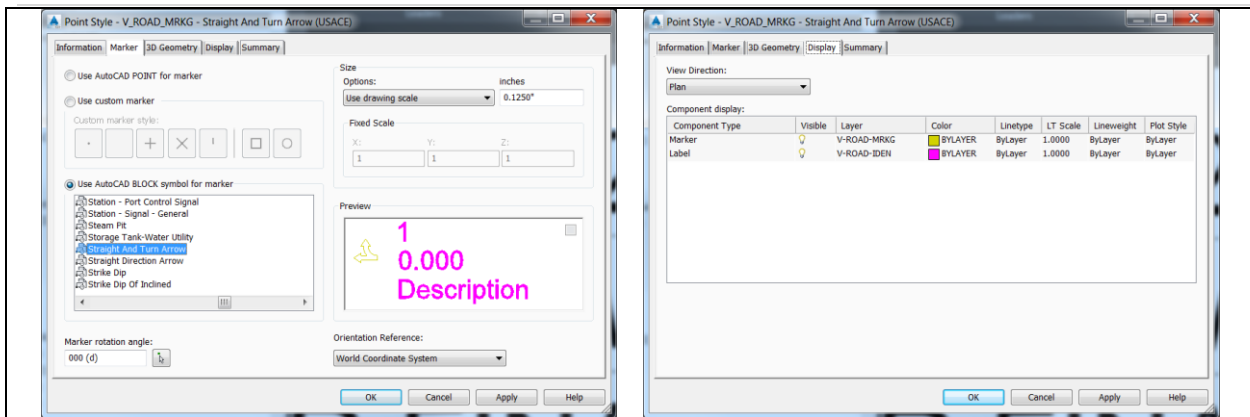 Point Style - V_ROAD_MRKG - Straight And Turn Arrow (USACE)
Information Marker 3D Geometry Display Summary
Use AutoCAD POINT for marker
Use custom marker
Custom marker style:
Use AutoCAD BLOCK symbol for marker
Station - Port Control Signal
Station - Signal - General
Steam Pit
Storage Tank-Water Utility
Straight And Turn Arrow
Straight Direction Arrow
Strike Dip
Strike Dip Of Inclined
Marker rotation angle:
000 (d)
Size
Options: inches
Use drawing scale 0.1250"
Fixed Scale
X: Y: Z:
1 1 1
Preview
1
0.000
Description
Orientation Reference:
World Coordinate System
OK Cancel Apply Help
Point Style - V_ROAD_MRKG - Straight And Turn Arrow (USACE)
Information Marker 3D Geometry Display Summary
View Direction:
Plan
Component display:
Component Type Visible Layer Color Linetype LT Scale Lineweight Plot Style
Marker V-ROAD-MRKG BYLAYER ByLayer 1.0000 ByLayer ByLayer
Label V-ROAD-IDEN BYLAYER ByLayer 1.0000 ByLayer ByLayer
OK Cancel Apply Help